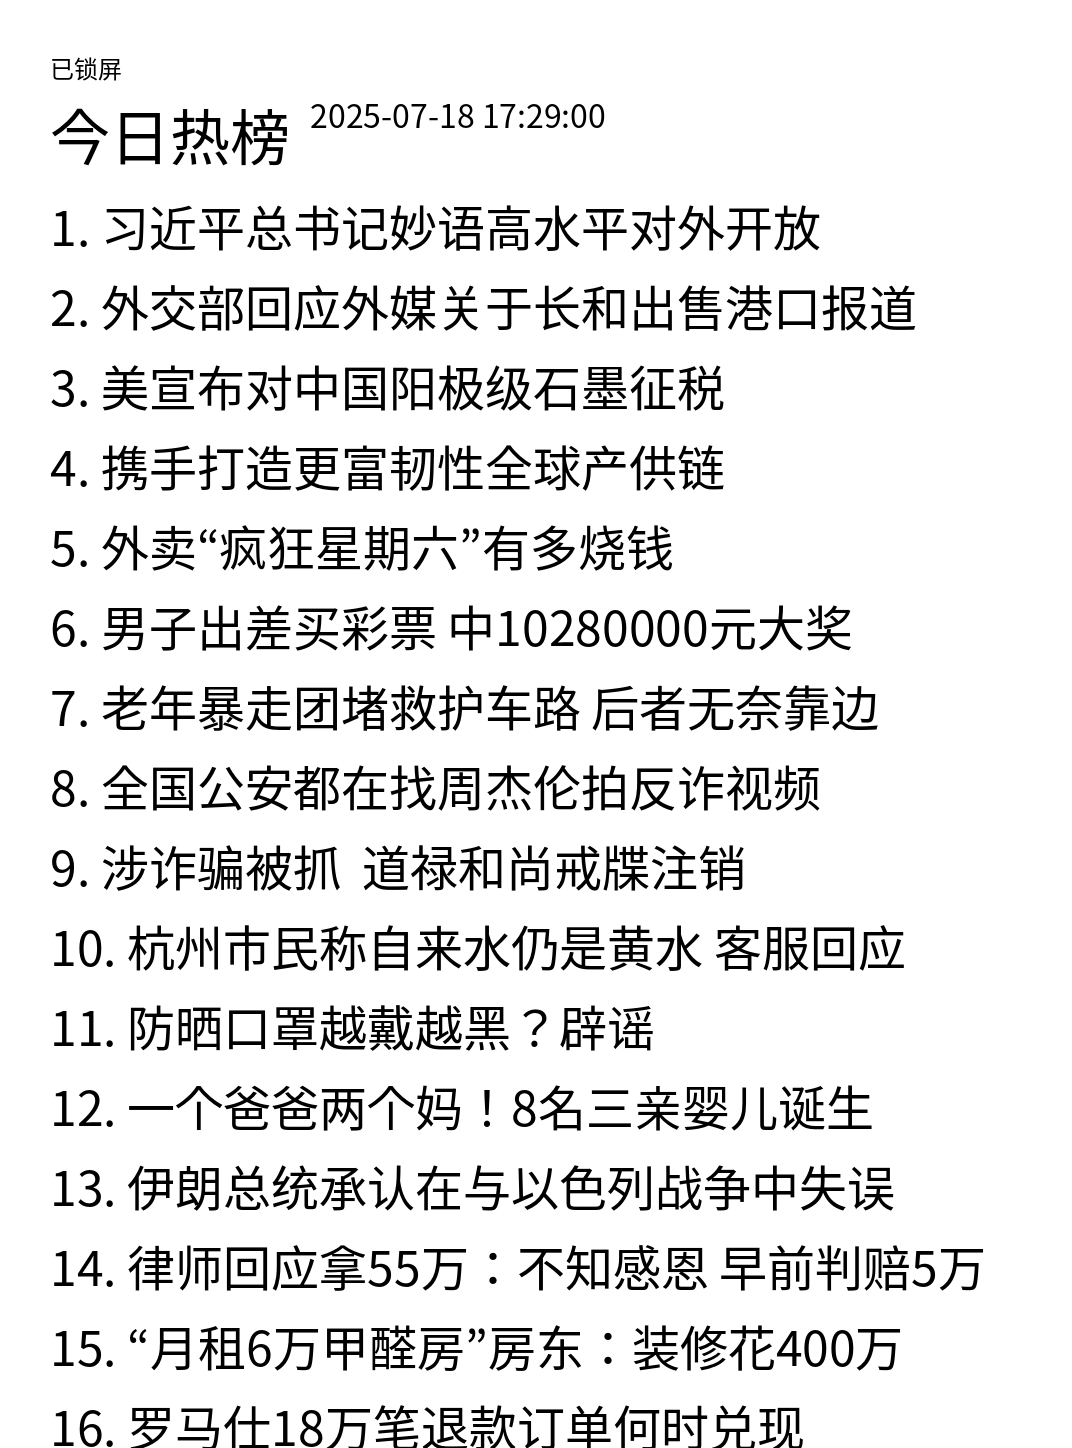 已锁屏
今日热榜 2025-07-18 17:29:00
1. 习近平总书记妙语高水平对外开放
2. 外交部回应外媒关于长和出售港口报道
3. 美宣布对中国阳极级石墨征税
4. 携手打造更富韧性全球产供链
5. 外卖“疯狂星期六”有多烧钱
6. 男子出差买彩票 中10280000元大奖
7. 老年暴走团堵救护车路 后者无奈靠边
8. 全国公安都在找周杰伦拍反诈视频
9. 涉诈骗被抓  道禄和尚戒牒注销
10. 杭州市民称自来水仍是黄水 客服回应
11. 防晒口罩越戴越黑？辟谣
12. 一个爸爸两个妈！8名三亲婴儿诞生
13. 伊朗总统承认在与以色列战争中失误
14. 律师回应拿55万：不知感恩 早前判赔5万
15. “月租6万甲醛房”房东：装修花400万
16. 罗马仕18万笔退款订单何时兑现